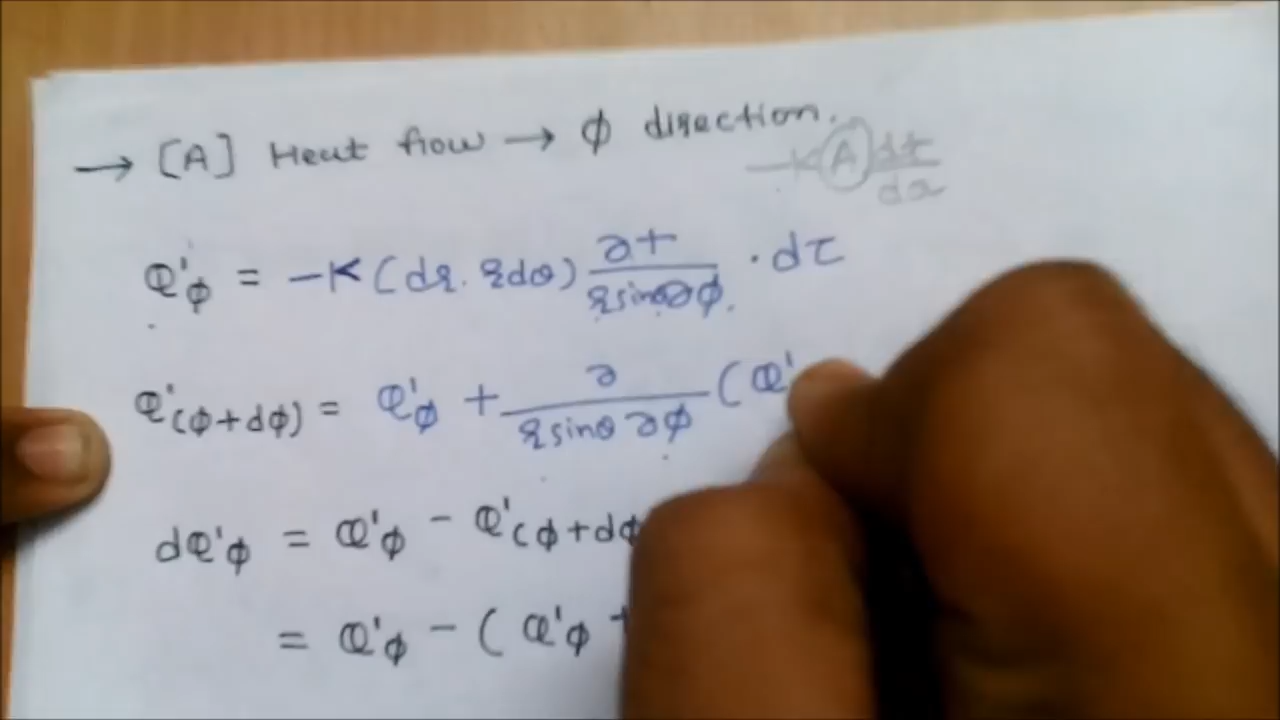 → [A] Heat flow → ϕ direction.
-K A dt/dx
Q'ϕ = -K (dr. rdθ) ∂t/(r sinθ∂ϕ) · dτ
Q'(ϕ+dϕ) = Q'ϕ + ∂/(r sinθ ∂ϕ) (Q'
dQ'ϕ = Q'ϕ - Q'(ϕ+dϕ
= Q'ϕ - ( Q'ϕ +